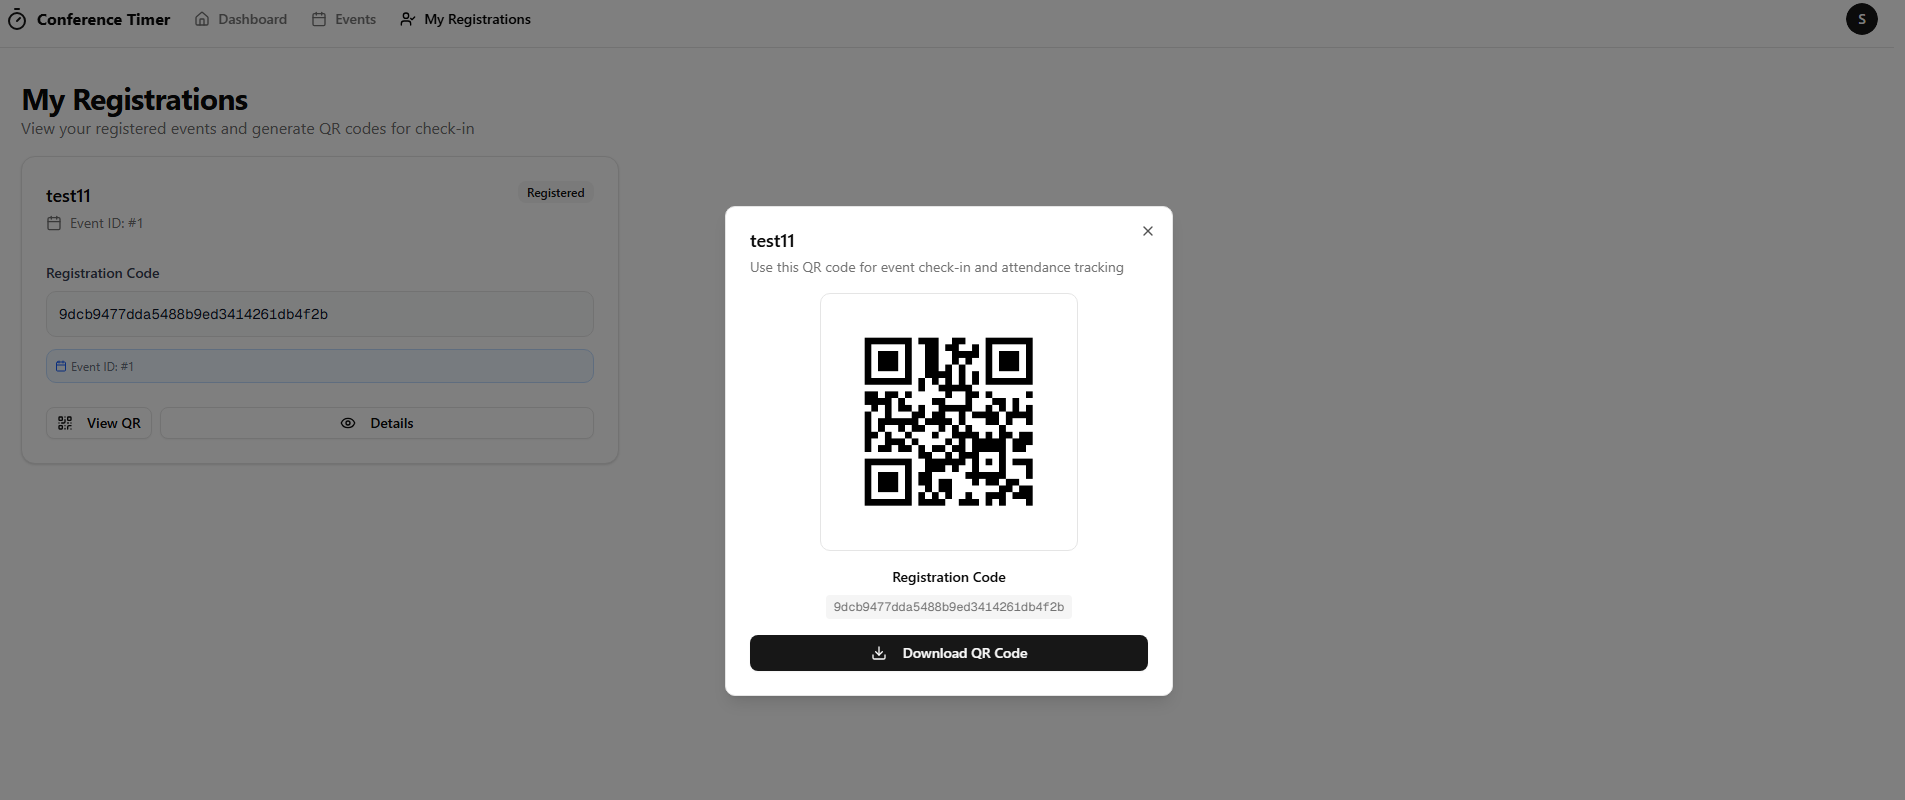 Conference Timer
Dashboard
Events
My Registrations
S
My Registrations
View your registered events and generate QR codes for check-in
test11
Registered
Event ID: #1
Registration Code
9dcb9477dda5488b9ed3414261db4f2b
Event ID: #1
View QR
Details
test11
Use this QR code for event check-in and attendance tracking
Registration Code
9dcb9477dda5488b9ed3414261db4f2b
Download QR Code